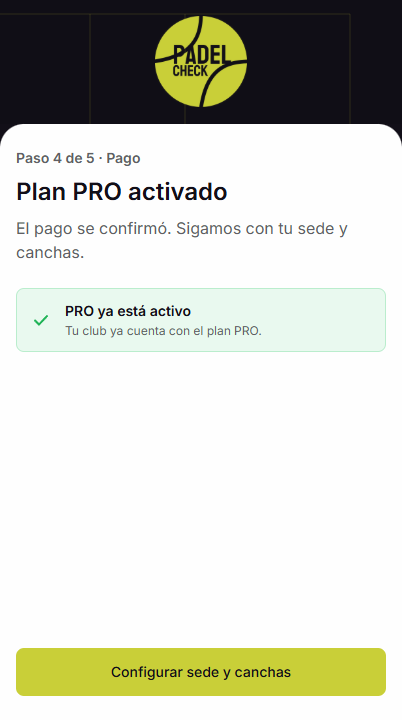 PADEL
CHECK
Paso 4 de 5 · Pago
Plan PRO activado
El pago se confirmó. Sigamos con tu sede y
canchas.
PRO ya está activo
Tu club ya cuenta con el plan PRO.
Configurar sede y canchas